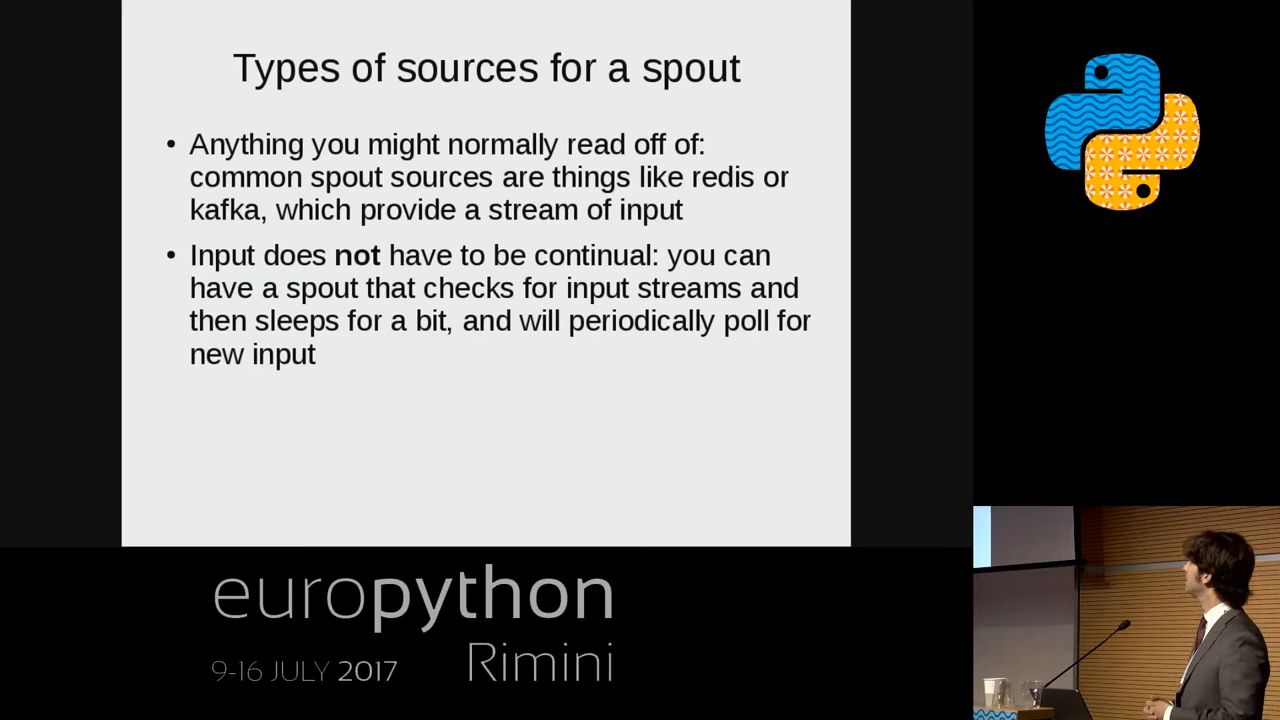 Types of sources for a spout
• Anything you might normally read off of:
common spout sources are things like redis or
kafka, which provide a stream of input
• Input does not have to be continual: you can
have a spout that checks for input streams and
then sleeps for a bit, and will periodically poll for
new input
europython
Rimini
9-16 JULY 2017